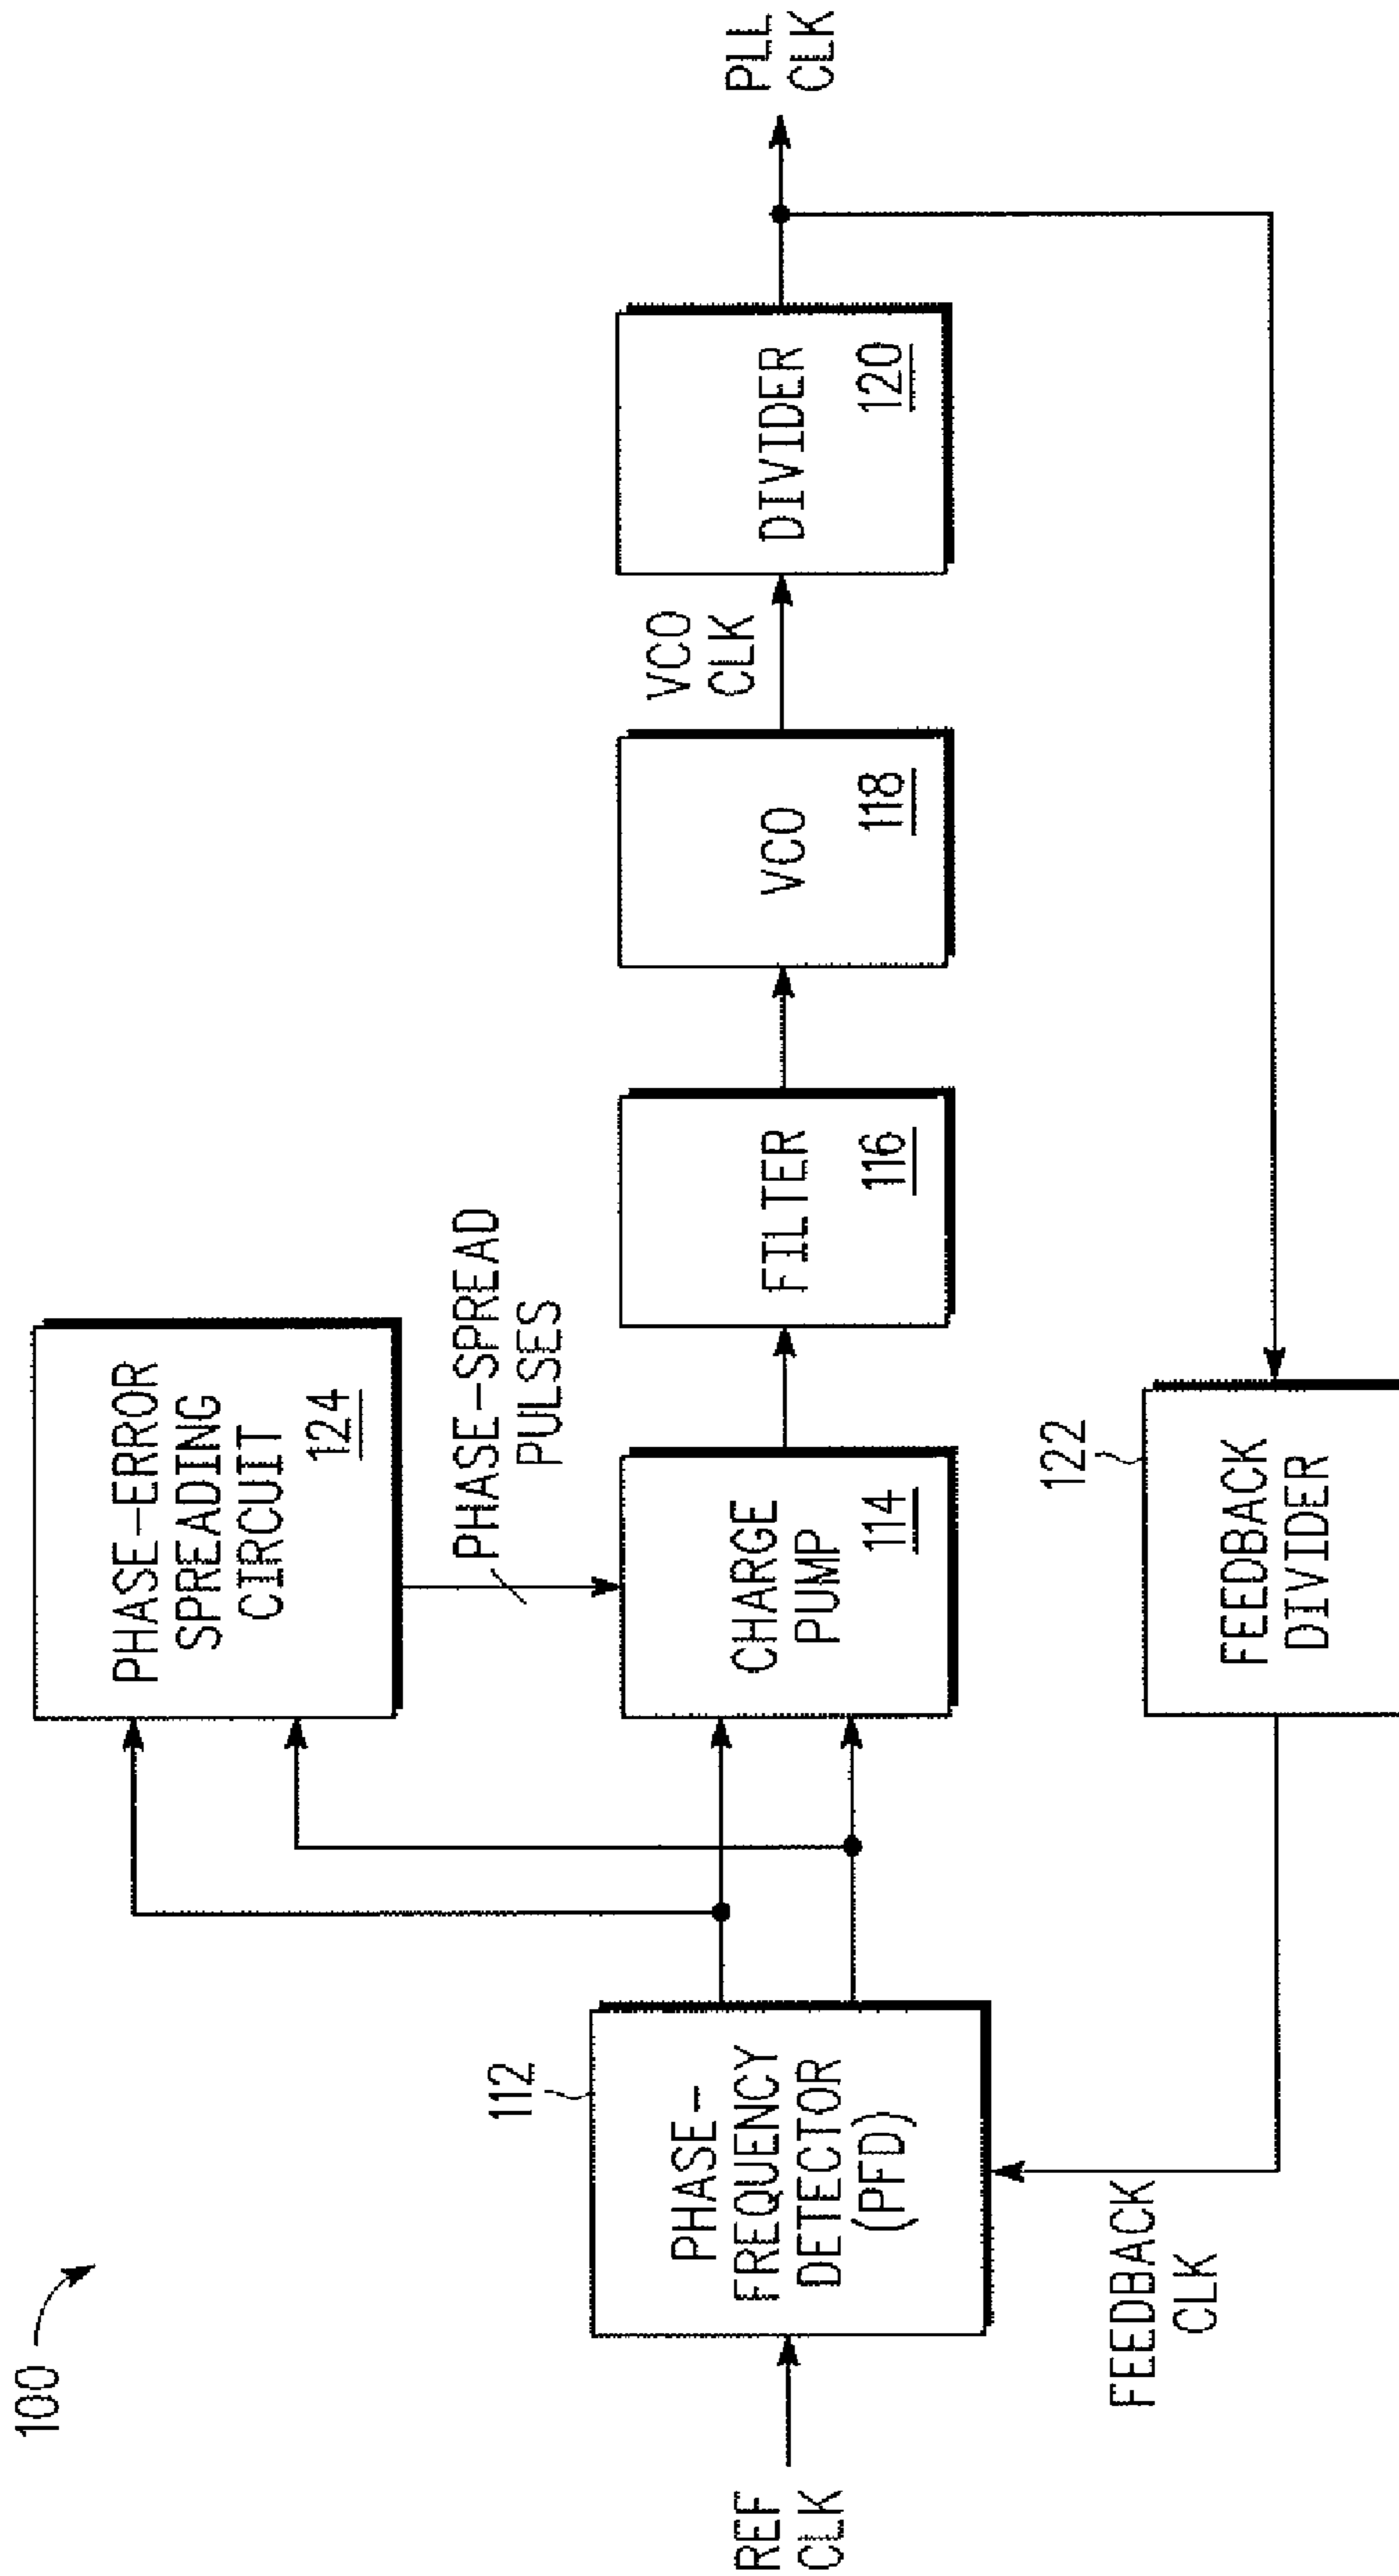 100
PHASE-ERROR
SPREADING
CIRCUIT
124
PHASE-SPREAD
PULSES
REF
CLK
112
PHASE-
FREQUENCY
DETECTOR
(PFD)
CHARGE
PUMP
114
FILTER
116
VCO
118
VCO
CLK
DIVIDER
120
PLL
CLK
FEEDBACK
CLK
122
FEEDBACK
DIVIDER